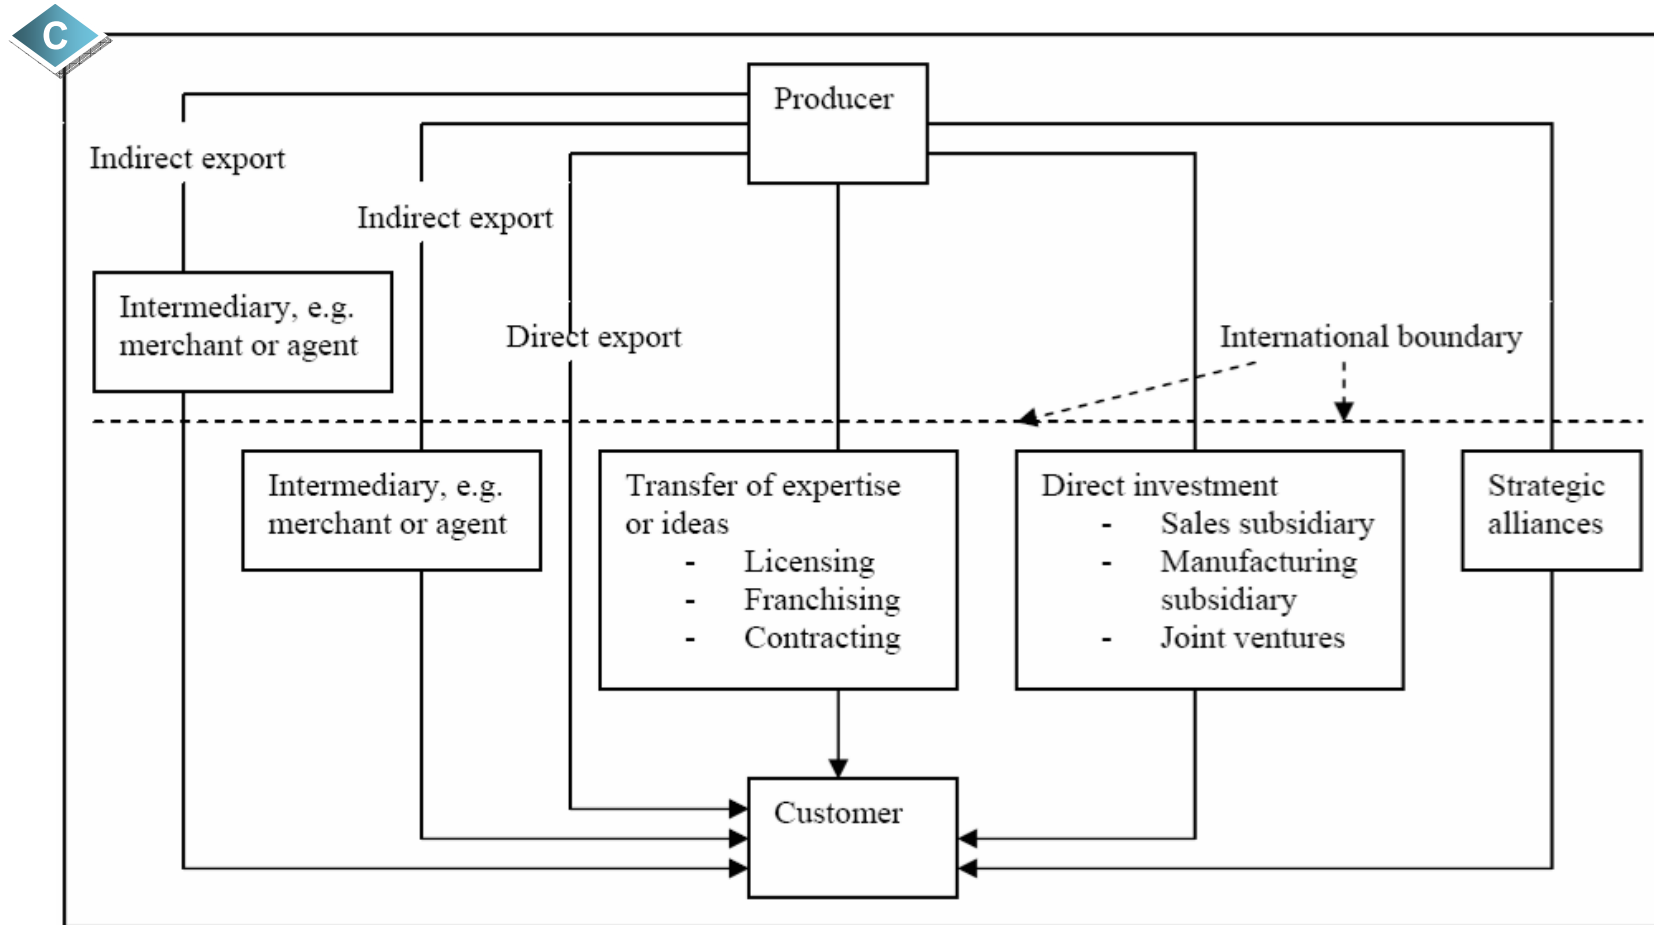 C
Producer
Indirect export
Indirect export
Intermediary, e.g.
merchant or agent
Direct export
International boundary
Intermediary, e.g.
merchant or agent
Transfer of expertise
or ideas
- Licensing
- Franchising
- Contracting
Direct investment
- Sales subsidiary
- Manufacturing
subsidiary
- Joint ventures
Strategic
alliances
Customer